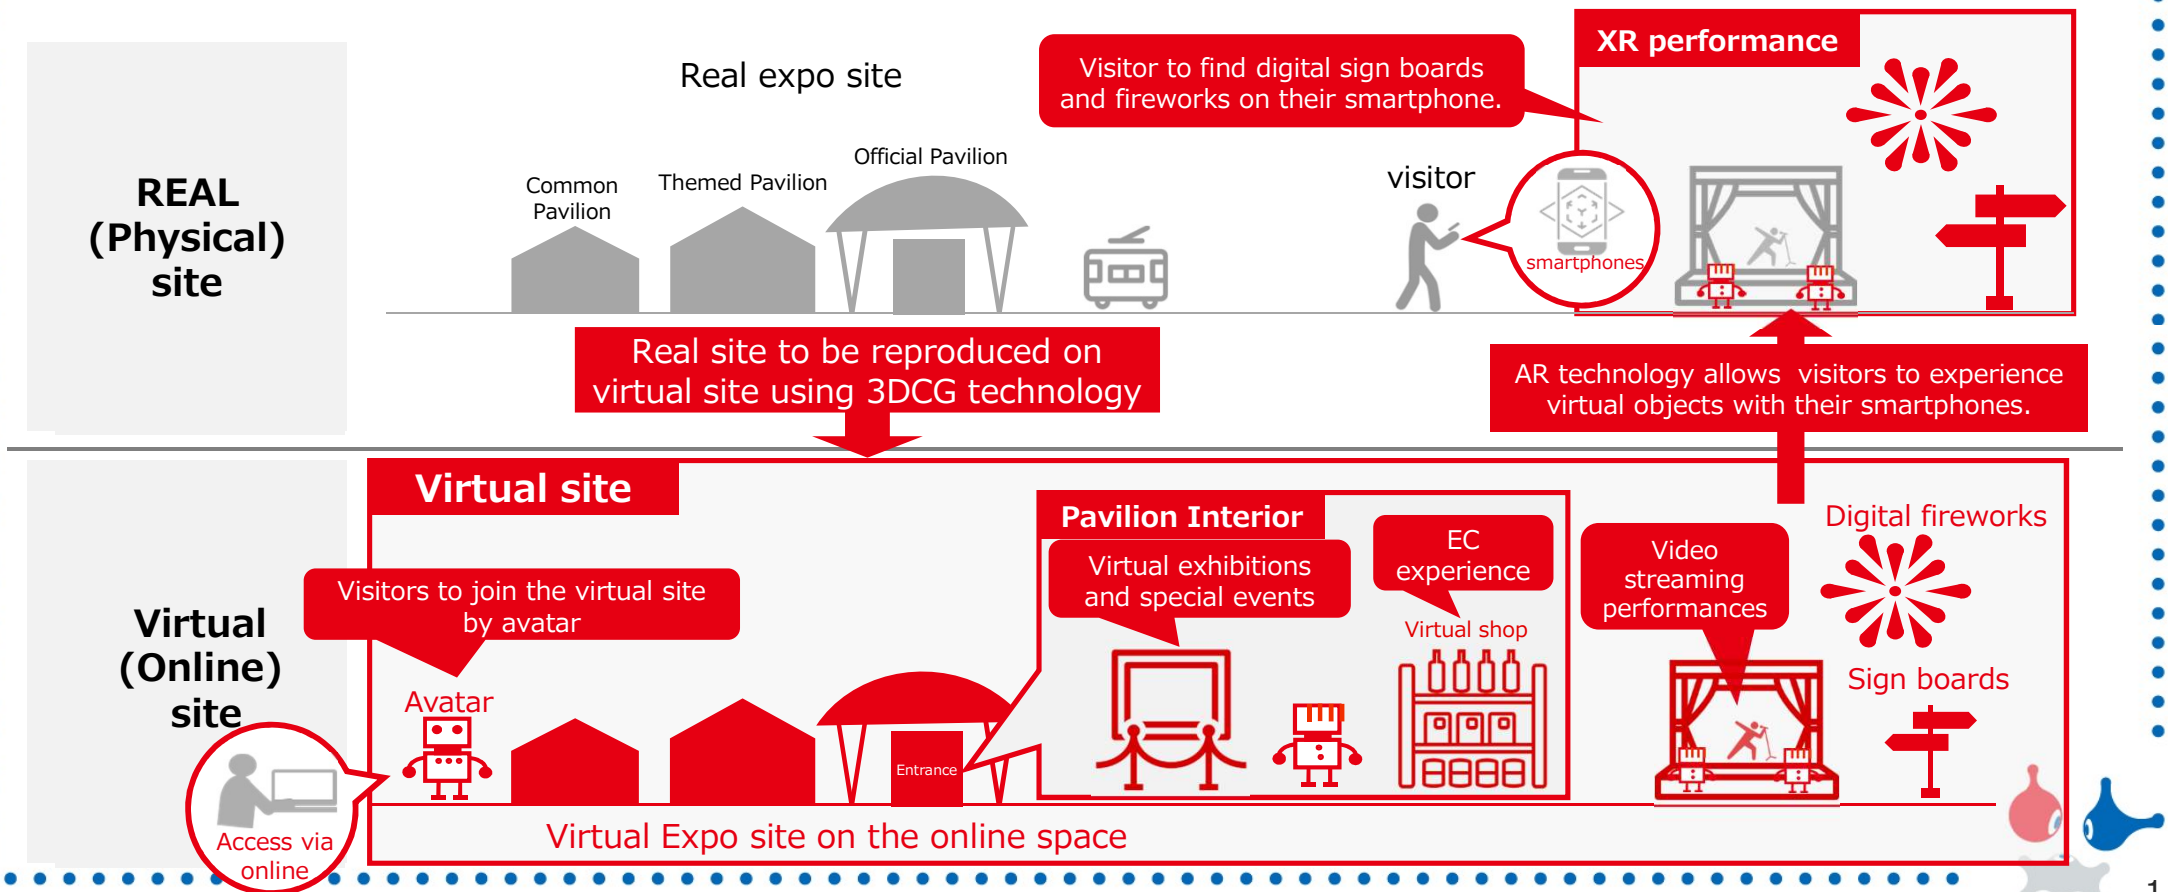 REAL
(Physical)
site
Real expo site
Common
Pavilion
Themed Pavilion
Official Pavilion
Visitor to find digital sign boards
and fireworks on their smartphone.
visitor
smartphones
XR performance
Real site to be reproduced on
virtual site using 3DCG technology
AR technology allows visitors to experience
virtual objects with their smartphones.
Virtual
(Online)
site
Access via
online
Virtual site
Visitors to join the virtual site
by avatar
Avatar
Entrance
Pavilion Interior
Virtual exhibitions
and special events
EC
experience
Virtual shop
Video
streaming
performances
Digital fireworks
Sign boards
Virtual Expo site on the online space